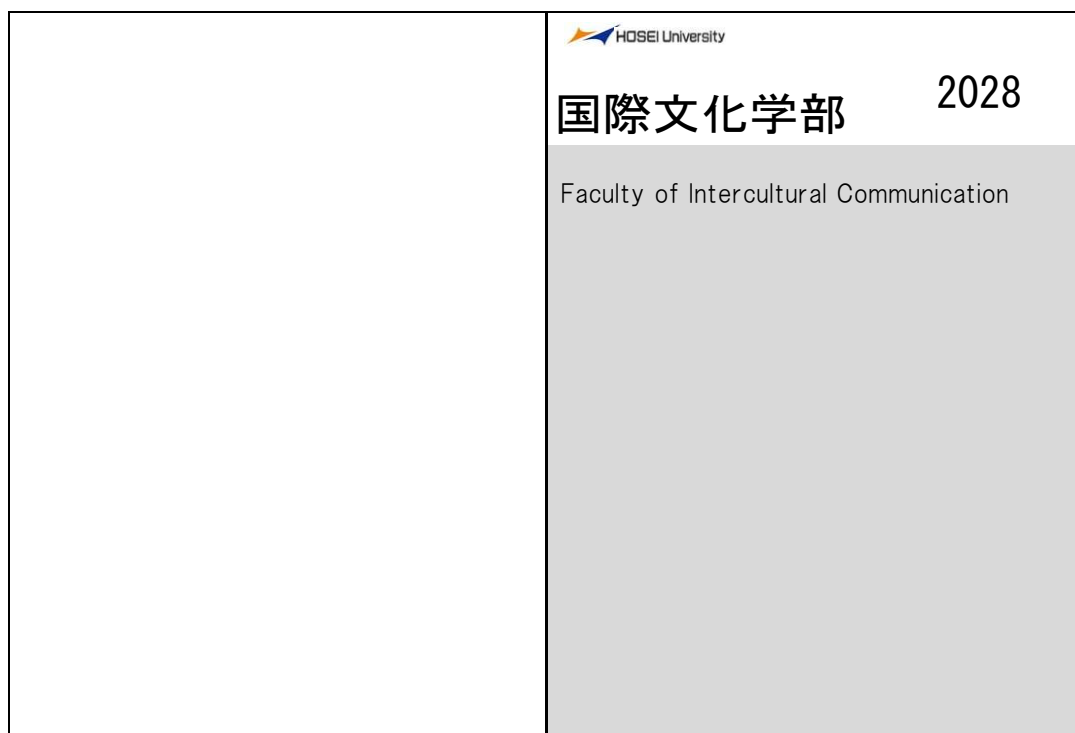 HOSEI University
国際文化学部 2028
Faculty of Intercultural Communication